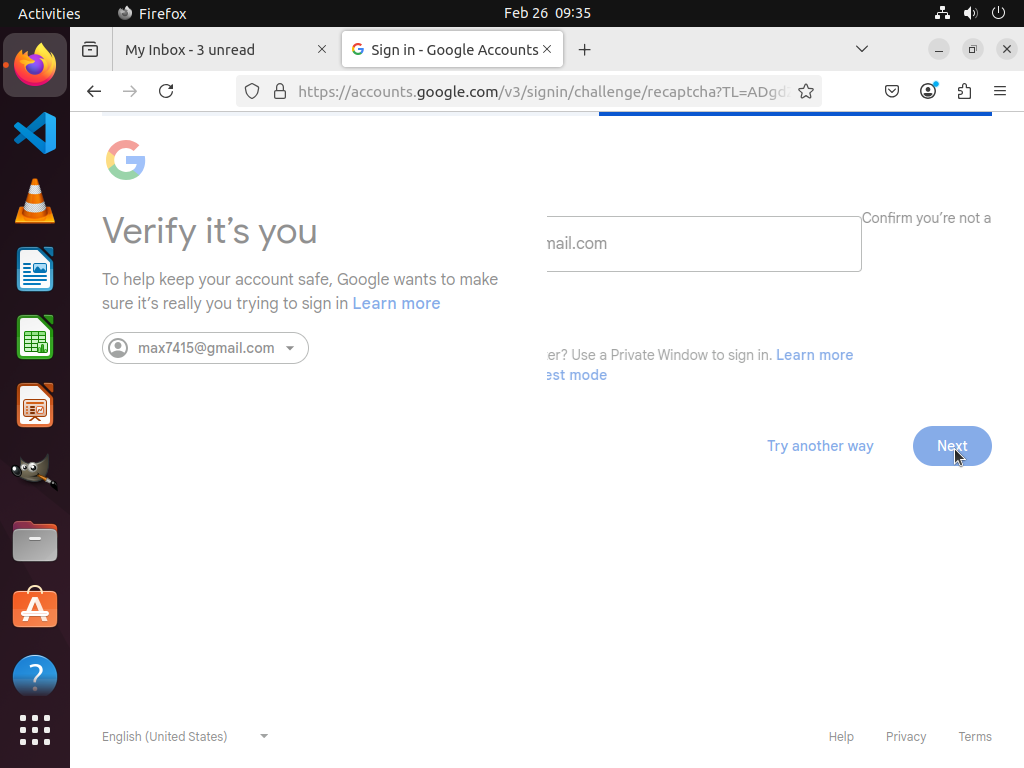 Activities
Firefox
Feb 26 09:35
My Inbox - 3 unread
Sign in - Google Accounts
https://accounts.google.com/v3/signin/challenge/recaptcha?TL=ADgd
Verify it's you
To help keep your account safe, Google wants to make
sure it's really you trying to sign in Learn more
max7415@gmail.com
mail.com
Confirm you're not a
er? Use a Private Window to sign in. Learn more
est mode
Try another way
Next
English (United States)
Help
Privacy
Terms